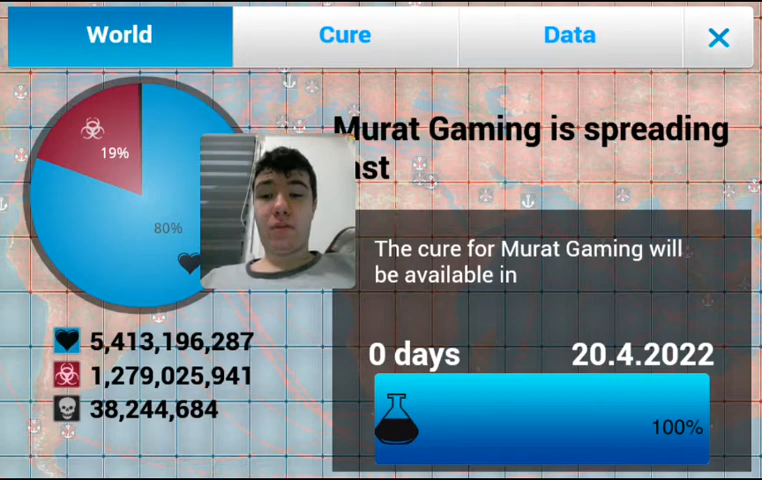 World
Cure
Data
19%
80%
Murat Gaming is spreading
ast
The cure for Murat Gaming will
be available in
0 days
20.4.2022
100%
5,413,196,287
1,279,025,941
38,244,684